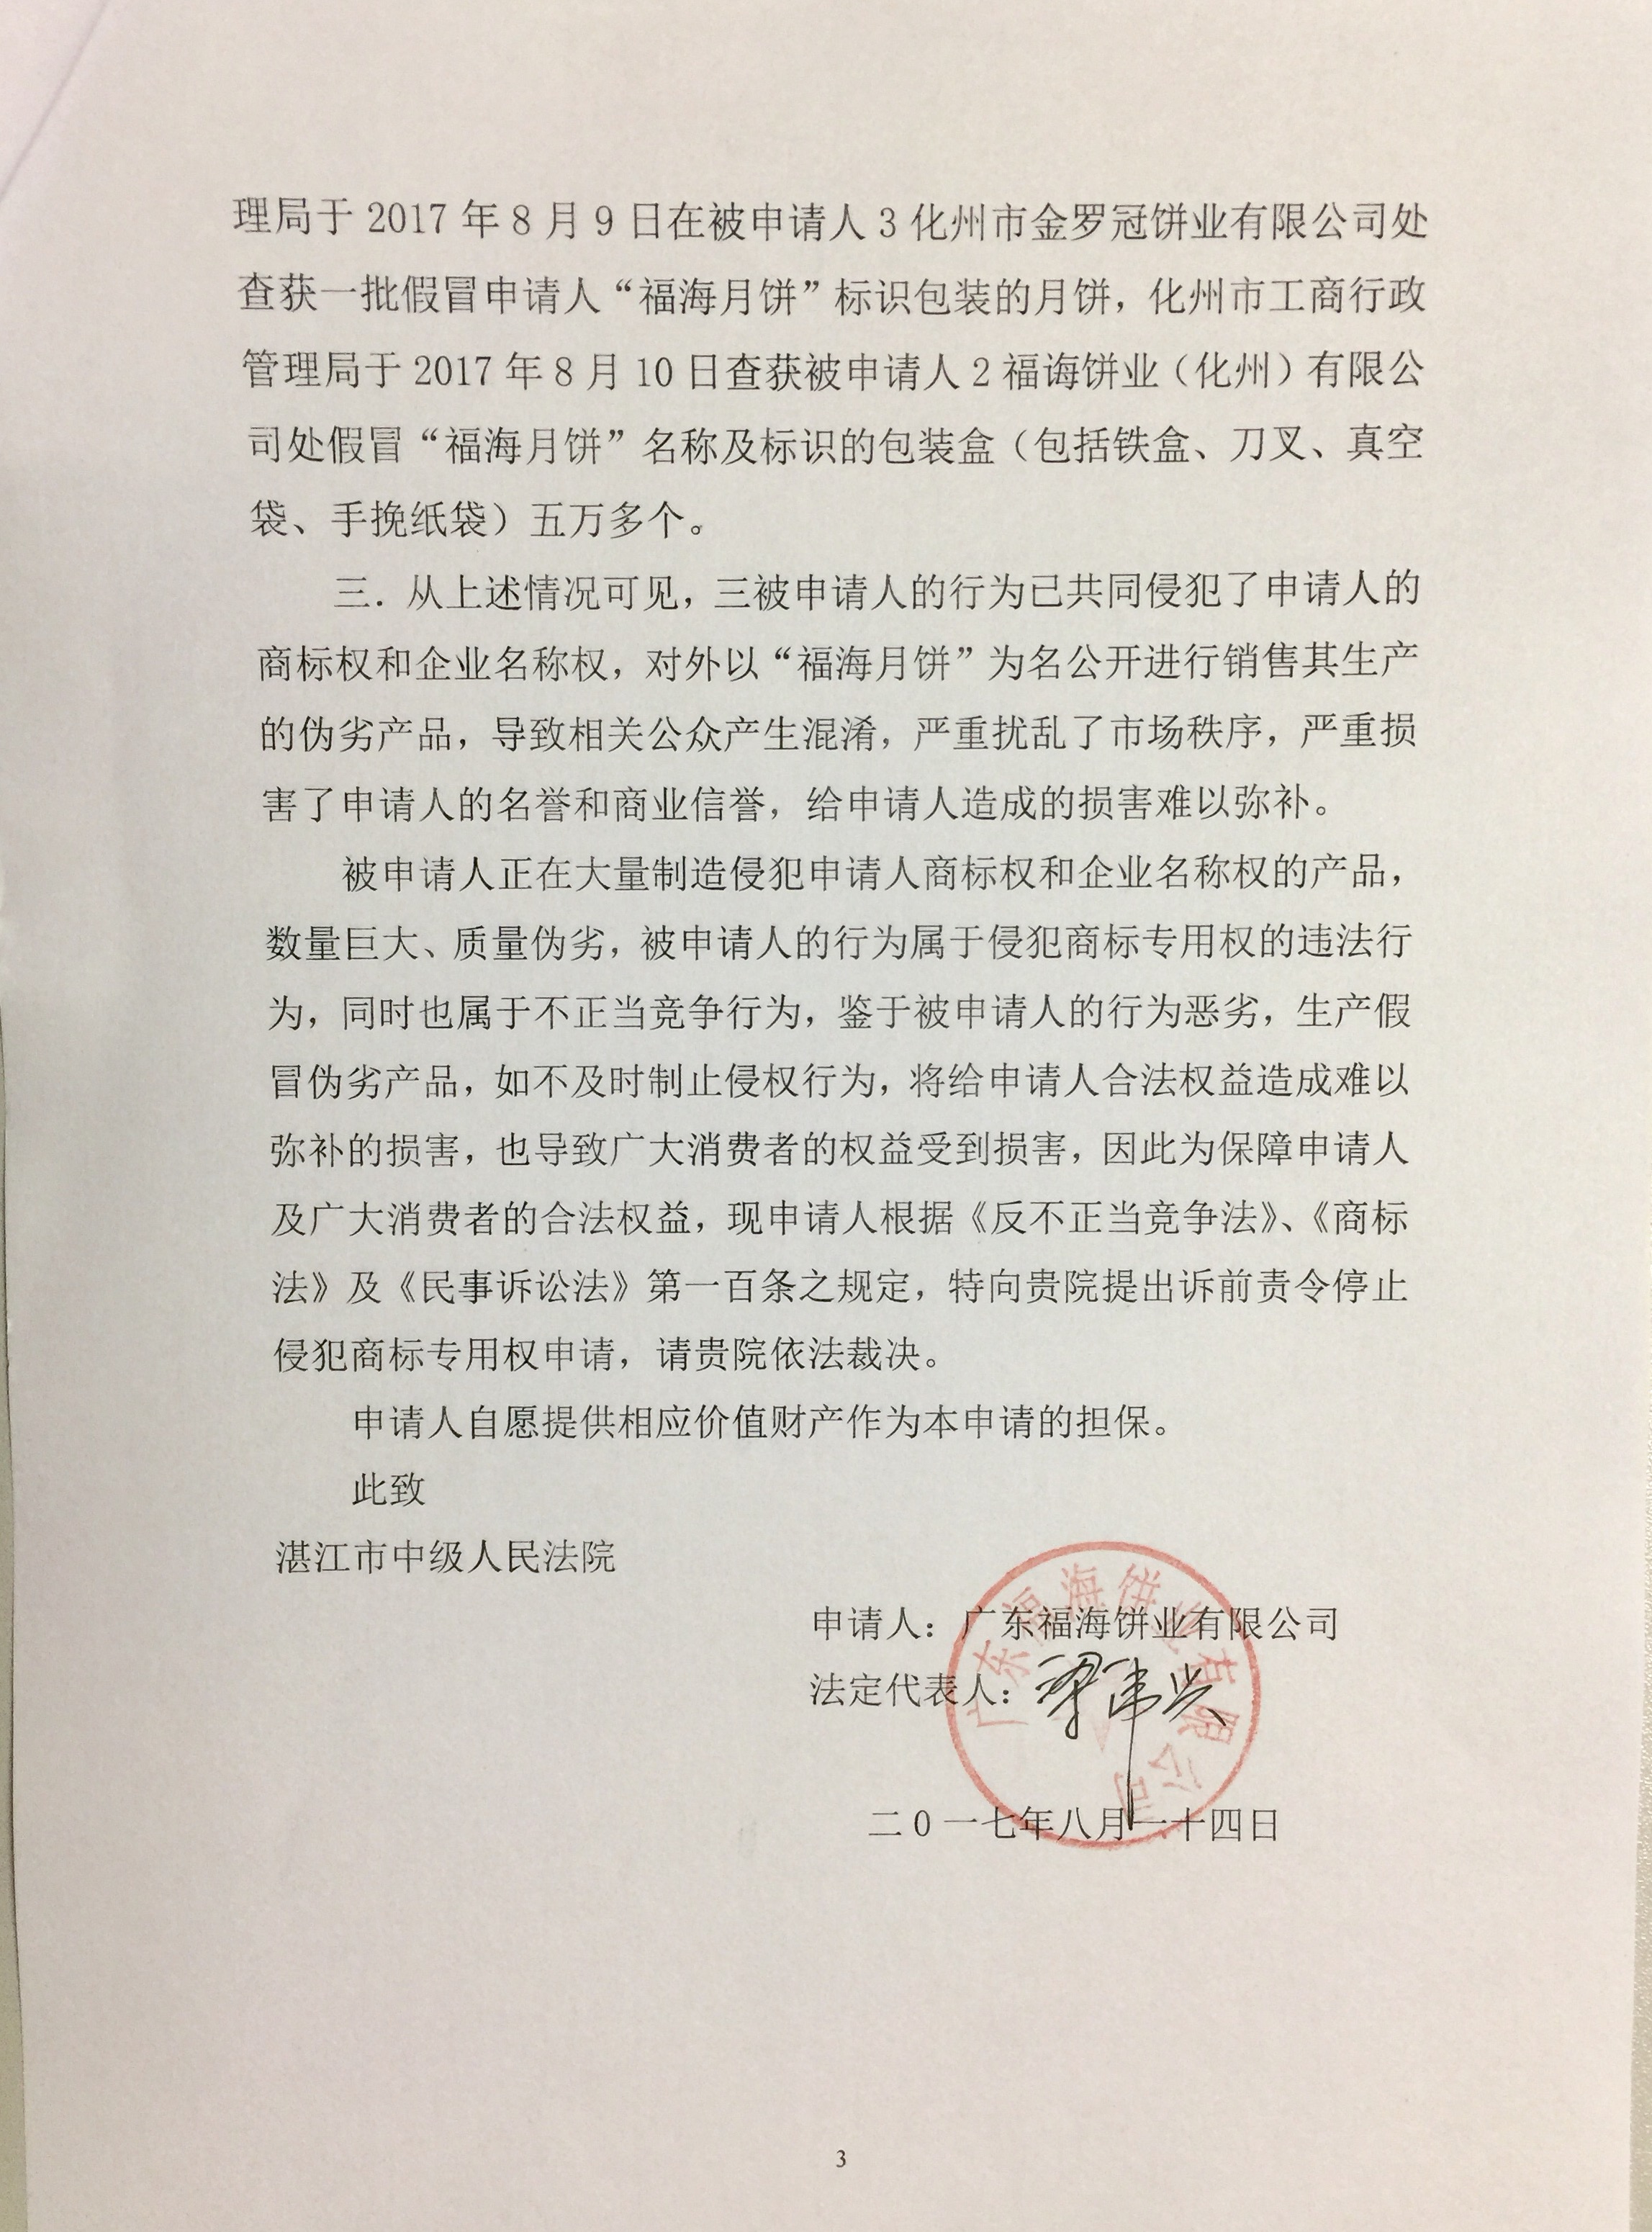 理局于 2017 年 8 月 9 日在被申请人 3 化州市金罗冠饼业有限公司处
查获一批假冒申请人“福海月饼”标识包装的月饼，化州市工商行政
管理局于 2017 年 8 月 10 日查获被申请人 2 福诲饼业（化州）有限公
司处假冒“福海月饼”名称及标识的包装盒（包括铁盒、刀叉、真空
袋、手挽纸袋）五万多个。
三．从上述情况可见，三被申请人的行为已共同侵犯了申请人的
商标权和企业名称权，对外以“福海月饼”为名公开进行销售其生产
的伪劣产品，导致相关公众产生混淆，严重扰乱了市场秩序，严重损
害了申请人的名誉和商业信誉，给申请人造成的损害难以弥补。
被申请人正在大量制造侵犯申请人商标权和企业名称权的产品，
数量巨大、质量伪劣，被申请人的行为属于侵犯商标专用权的违法行
为，同时也属于不正当竞争行为，鉴于被申请人的行为恶劣，生产假
冒伪劣产品，如不及时制止侵权行为，将给申请人合法权益造成难以
弥补的损害，也导致广大消费者的权益受到损害，因此为保障申请人
及广大消费者的合法权益，现申请人根据《反不正当竞争法》、《商标
法》及《民事诉讼法》第一百条之规定，特向贵院提出诉前责令停止
侵犯商标专用权申请，请贵院依法裁决。
申请人自愿提供相应价值财产作为本申请的担保。
此致
湛江市中级人民法院
申请人：广东福海饼业有限公司
法定代表人：
广东福海饼业有限公司
二0一七年八月一十四日
3